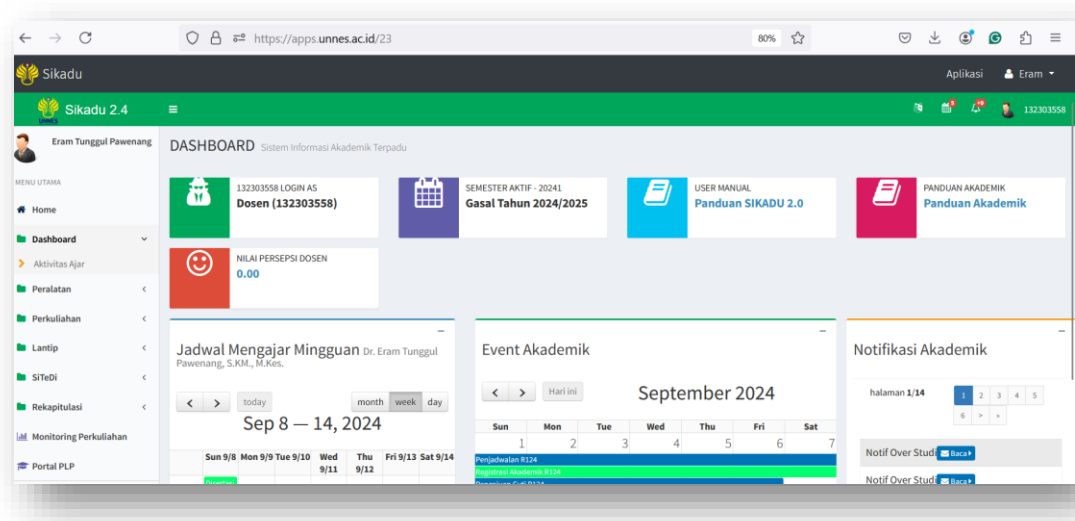 https://apps.unnes.ac.id/23
80%
Sikadu
Aplikasi
Eram
UNNES
Sikadu 2.4
132303558
Eram Tunggul Pawenang
MENU UTAMA
Home
Dashboard
Aktivitas Ajar
Peralatan
Perkuliahan
Lantip
SiTeDi
Rekapitulasi
Monitoring Perkuliahan
Portal PLP
DASHBOARD Sistem Informasi Akademik Terpadu
132303558 LOGIN AS
Dosen (132303558)
SEMESTER AKTIF - 20241
Gasal Tahun 2024/2025
USER MANUAL
Panduan SIKADU 2.0
PANDUAN AKADEMIK
Panduan Akademik
NILAI PERSEPSI DOSEN
0.00
Jadwal Mengajar Mingguan Dr. Eram Tunggul
Pawenang, S.KM., M.Kes.
today
month week day
Sep 8 — 14, 2024
Sun 9/8 Mon 9/9 Tue 9/10 Wed 9/11 Thu 9/12 Fri 9/13 Sat 9/14
Event Akademik
Hari ini
September 2024
Sun Mon Tue Wed Thu Fri Sat
1 2 3 4 5 6 7
Penjadwalan R124
Registrasi Akademik R124
Notifikasi Akademik
halaman 1/14
1 2 3 4 5
6 > »
Notif Over Studi Baca
Notif Over Studi Baca